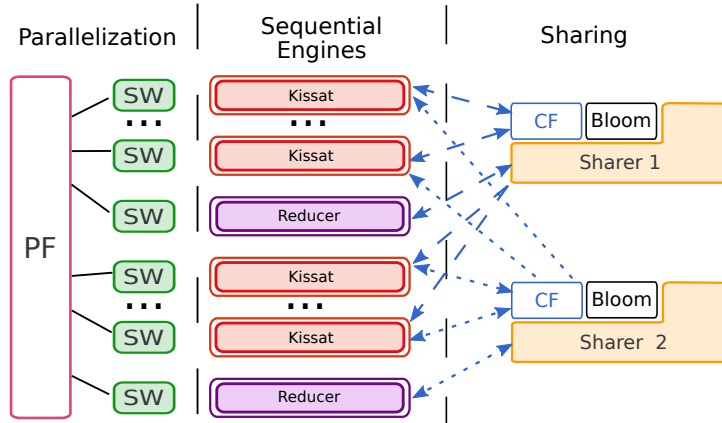 Parallelization
Sequential
Engines
Sharing
PF
SW
...
SW
SW
SW
...
SW
SW
Kissat
...
Kissat
Reducer
Kissat
...
Kissat
Reducer
CF
Bloom
Sharer 1
CF
Bloom
Sharer 2